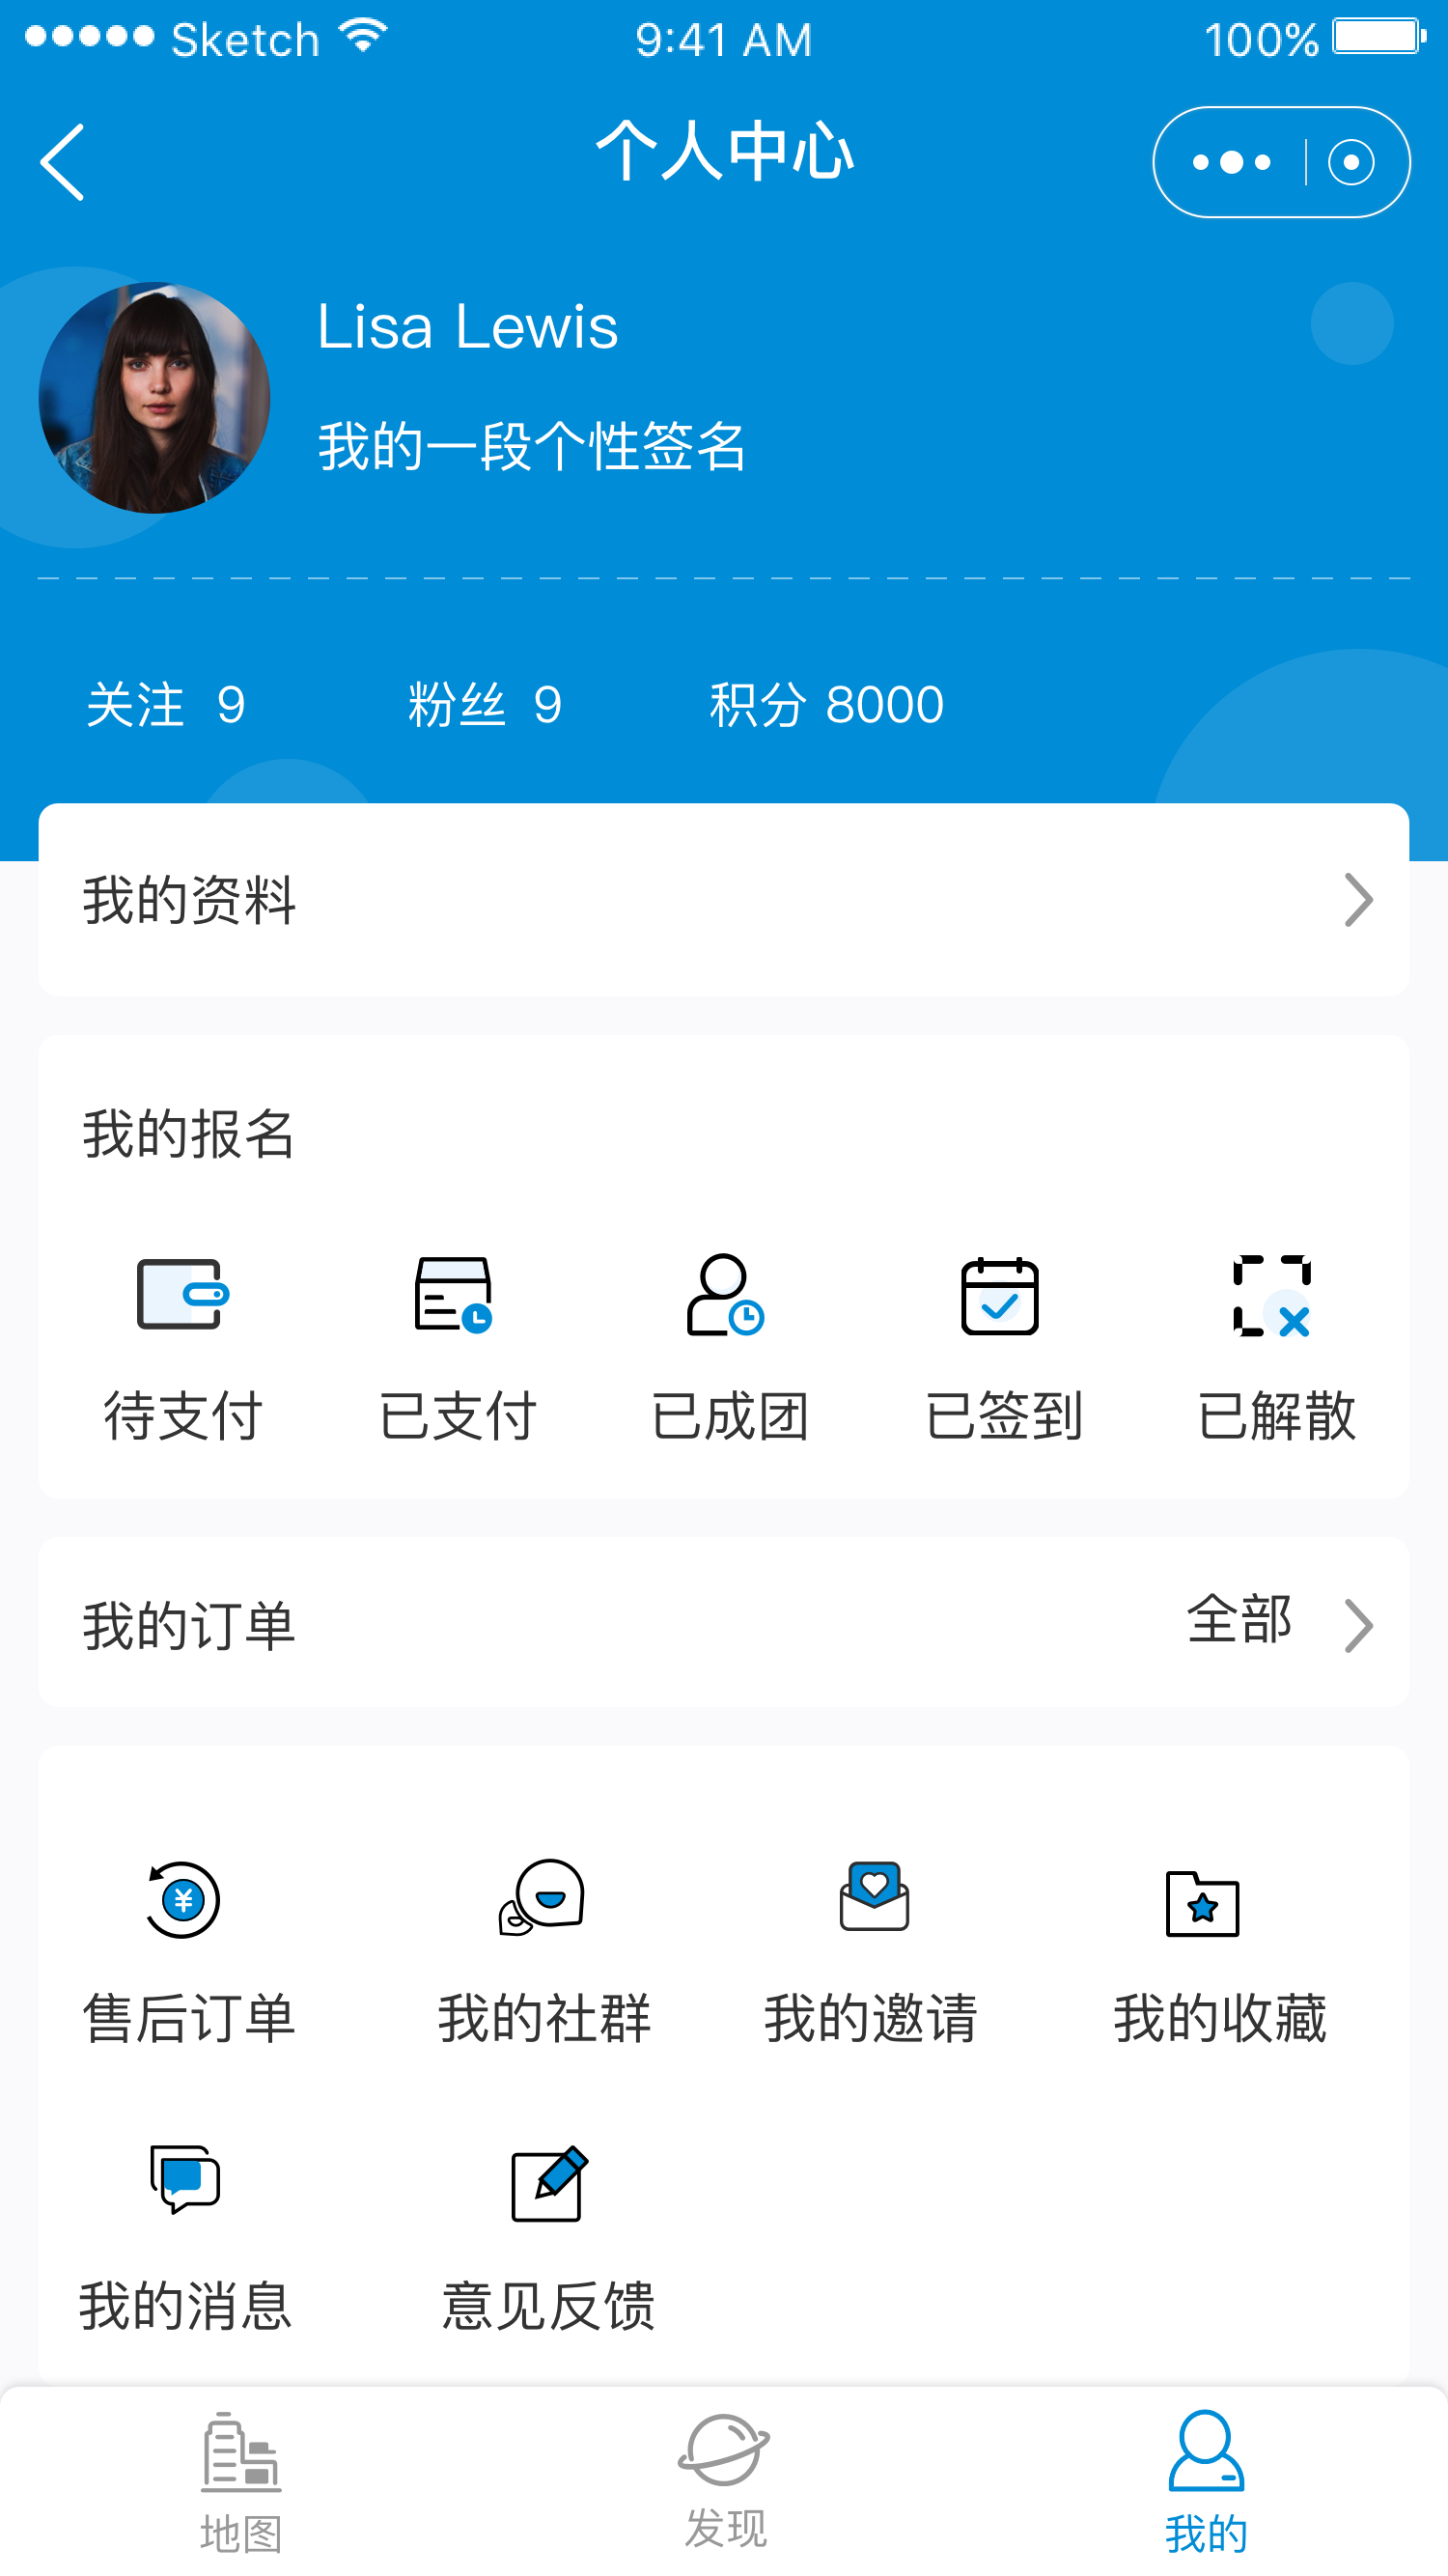 Sketch 9:41 AM 100%
个人中心
Lisa Lewis
我的一段个性签名
关注 9 粉丝 9 积分 8000
我的资料
我的报名
待支付 已支付 已成团 已签到 已解散
我的订单 全部
¥
售后订单 我的社群 我的邀请 我的收藏
我的消息 意见反馈
地图 发现 我的